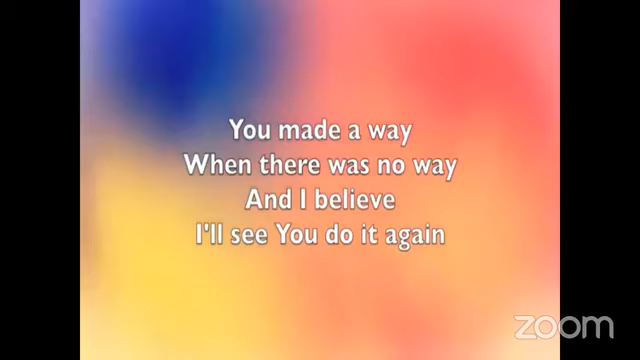 You made a way
When there was no way
And I believe
I'll see You do it again
zoom